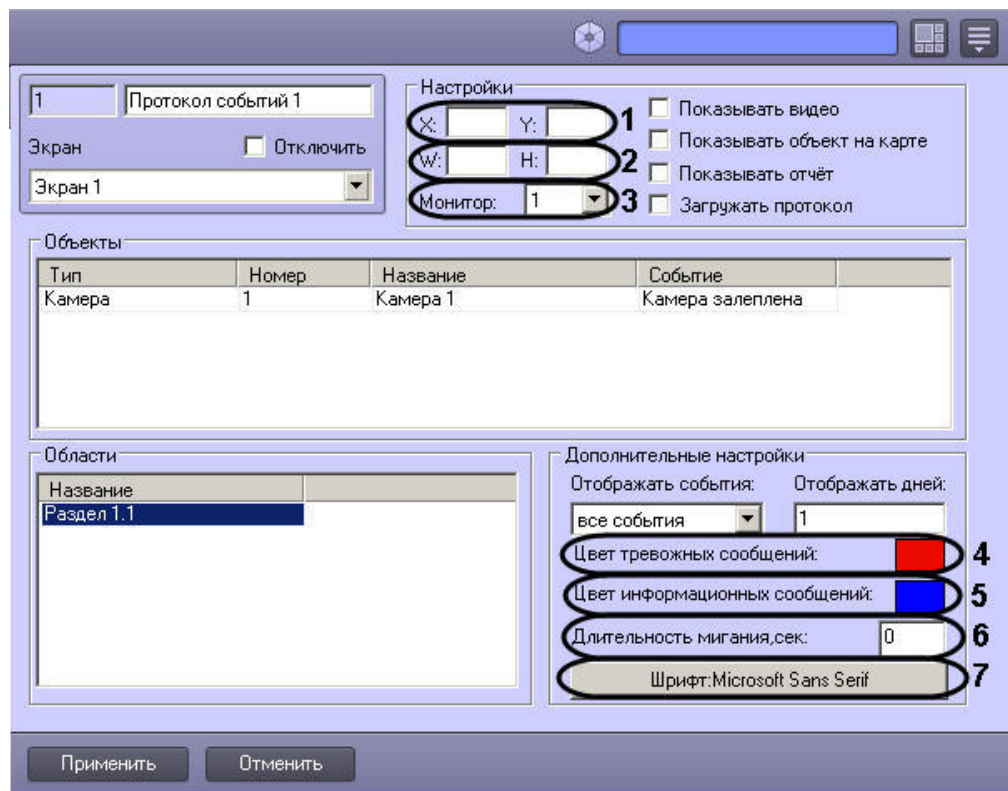 1 Протокол событий 1
Экран Отключить
Экран 1
Настройки
X: Y: 1
W: H: 2
Монитор: 1 3
Показывать видео
Показывать объект на карте
Показывать отчёт
Загружать протокол
Объекты
Тип Номер Название Событие
Камера 1 Камера 1 Камера залеплена
Области
Название
Раздел 1.1
Дополнительные настройки
Отображать события: Отображать дней:
все события 1
Цвет тревожных сообщений: 4
Цвет информационных сообщений: 5
Длительность мигания,сек: 0 6
Шрифт:Microsoft Sans Serif 7
Применить Отменить